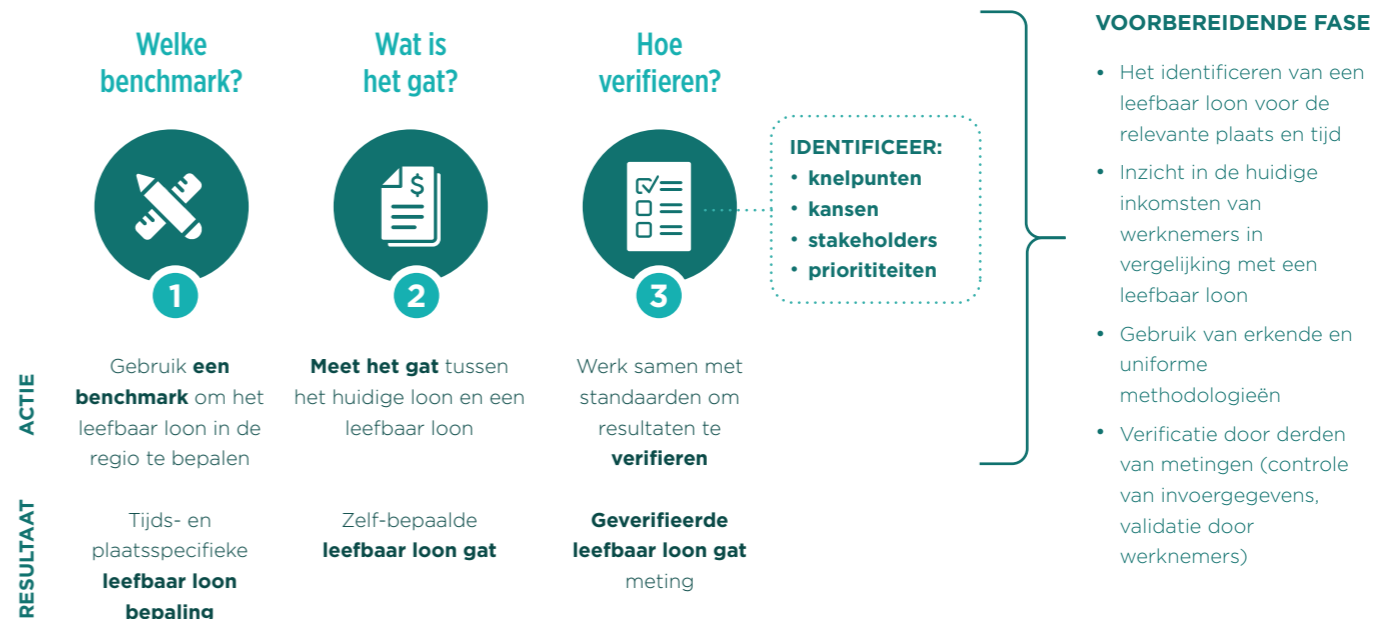 Welke
benchmark?
1
Wat is
het gat?
$
2
Hoe
verifieren?
3
IDENTIFICEER:
• knelpunten
• kansen
• stakeholders
• priorititeiten
ACTIE
Gebruik een
benchmark om het
leefbaar loon in de
regio te bepalen
Meet het gat tussen
het huidige loon en een
leefbaar loon
Werk samen met
standaarden om
resultaten te
verifieren
RESULTAAT
Tijds- en
plaatsspecifieke
leefbaar loon
bepaling
Zelf-bepaalde
leefbaar loon gat
Geverifieerde
leefbaar loon gat
meting
VOORBEREIDENDE FASE
• Het identificeren van een
leefbaar loon voor de
relevante plaats en tijd
• Inzicht in de huidige
inkomsten van
werknemers in
vergelijking met een
leefbaar loon
• Gebruik van erkende en
uniforme
methodologieën
• Verificatie door derden
van metingen (controle
van invoergegevens,
validatie door
werknemers)